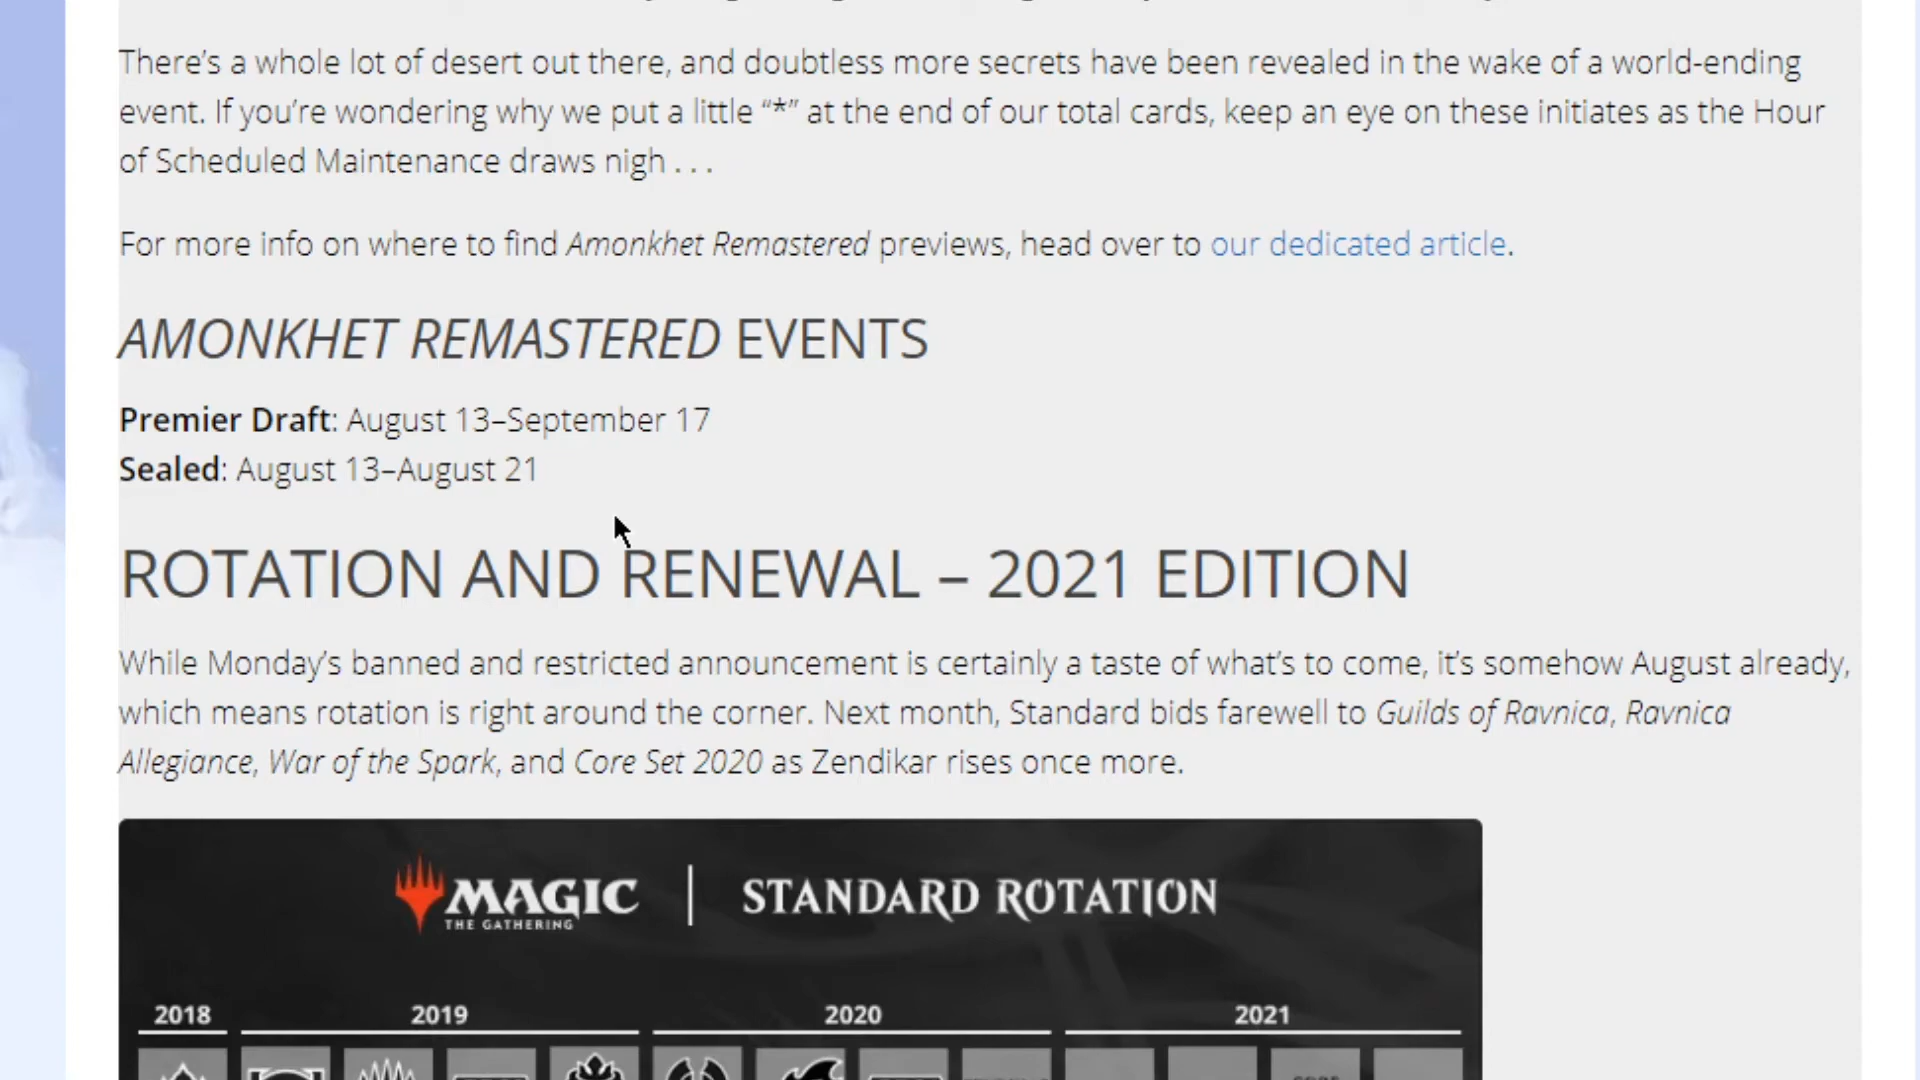 There’s a whole lot of desert out there, and doubtless more secrets have been revealed in the wake of a world-ending
event. If you’re wondering why we put a little “*” at the end of our total cards, keep an eye on these initiates as the Hour
of Scheduled Maintenance draws nigh . . .
For more info on where to find Amonkhet Remastered previews, head over to our dedicated article.
AMONKHET REMASTERED EVENTS
Premier Draft: August 13–September 17
Sealed: August 13–August 21
ROTATION AND RENEWAL – 2021 EDITION
While Monday’s banned and restricted announcement is certainly a taste of what’s to come, it’s somehow August already,
which means rotation is right around the corner. Next month, Standard bids farewell to Guilds of Ravnica, Ravnica
Allegiance, War of the Spark, and Core Set 2020 as Zendikar rises once more.
MAGIC
THE GATHERING
STANDARD ROTATION
2018 2019 2020 2021